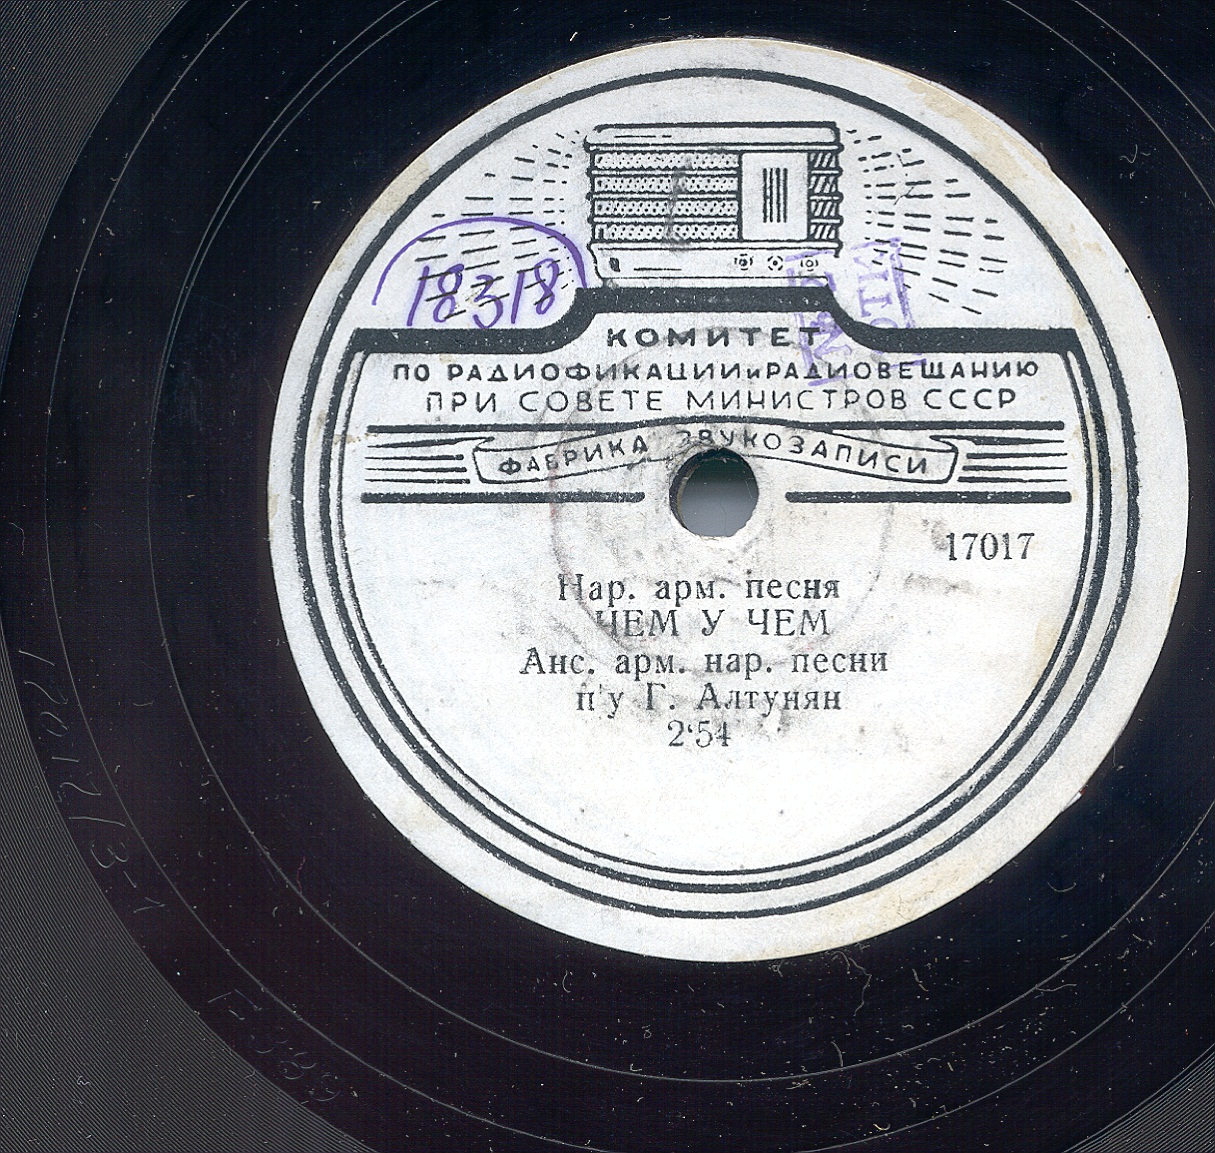 18318
КОМИТЕТ
ПО РАДИОФИКАЦИИ и РАДИОВЕЩАНИЮ
ПРИ СОВЕТЕ МИНИСТРОВ СССР
ФАБРИКА ЗВУКОЗАПИСИ
17017
Нар. арм. песня
ЧЕМ У ЧЕМ
Анс. арм. нар. песни
п'у Г. Алтунян
2‘54